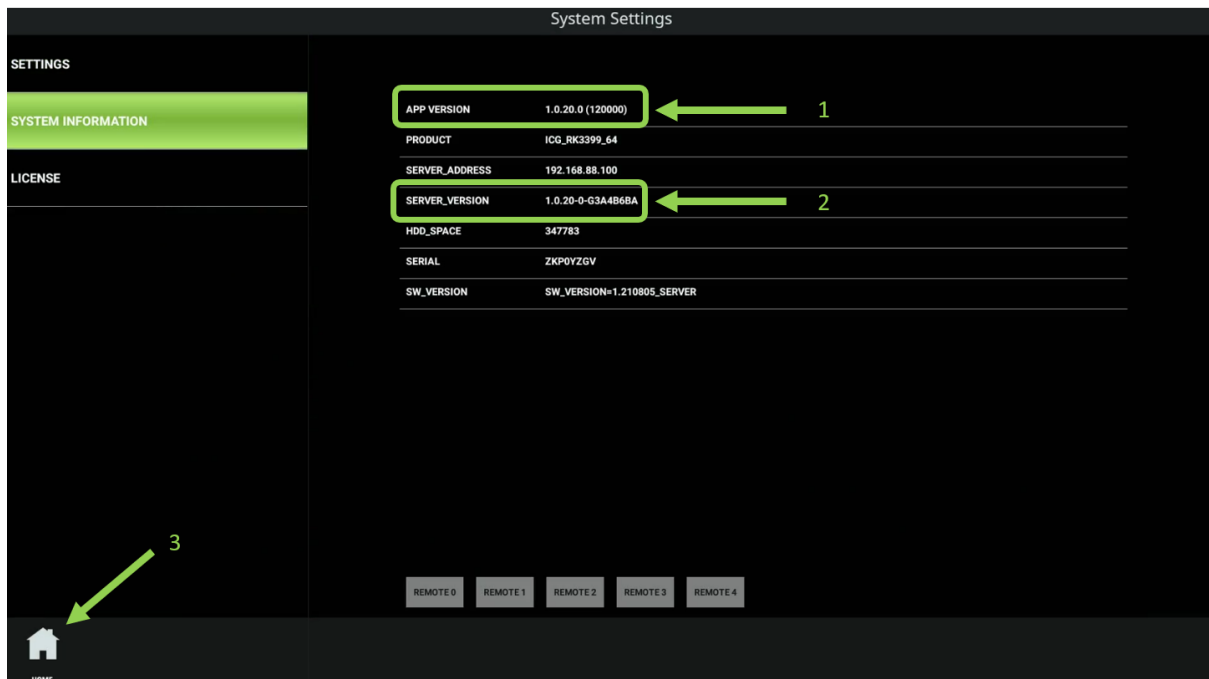 System Settings
SETTINGS
SYSTEM INFORMATION
LICENSE
APP VERSION 1.0.20.0 (120000)
1
PRODUCT ICG_RK3399_64
SERVER_ADDRESS 192.168.88.100
SERVER_VERSION 1.0.20-0-G3A4B6BA
2
HDD_SPACE 347783
SERIAL ZKP0YZGV
SW_VERSION SW_VERSION=1.210805_SERVER
3
REMOTE 0 REMOTE 1 REMOTE 2 REMOTE 3 REMOTE 4
HOME